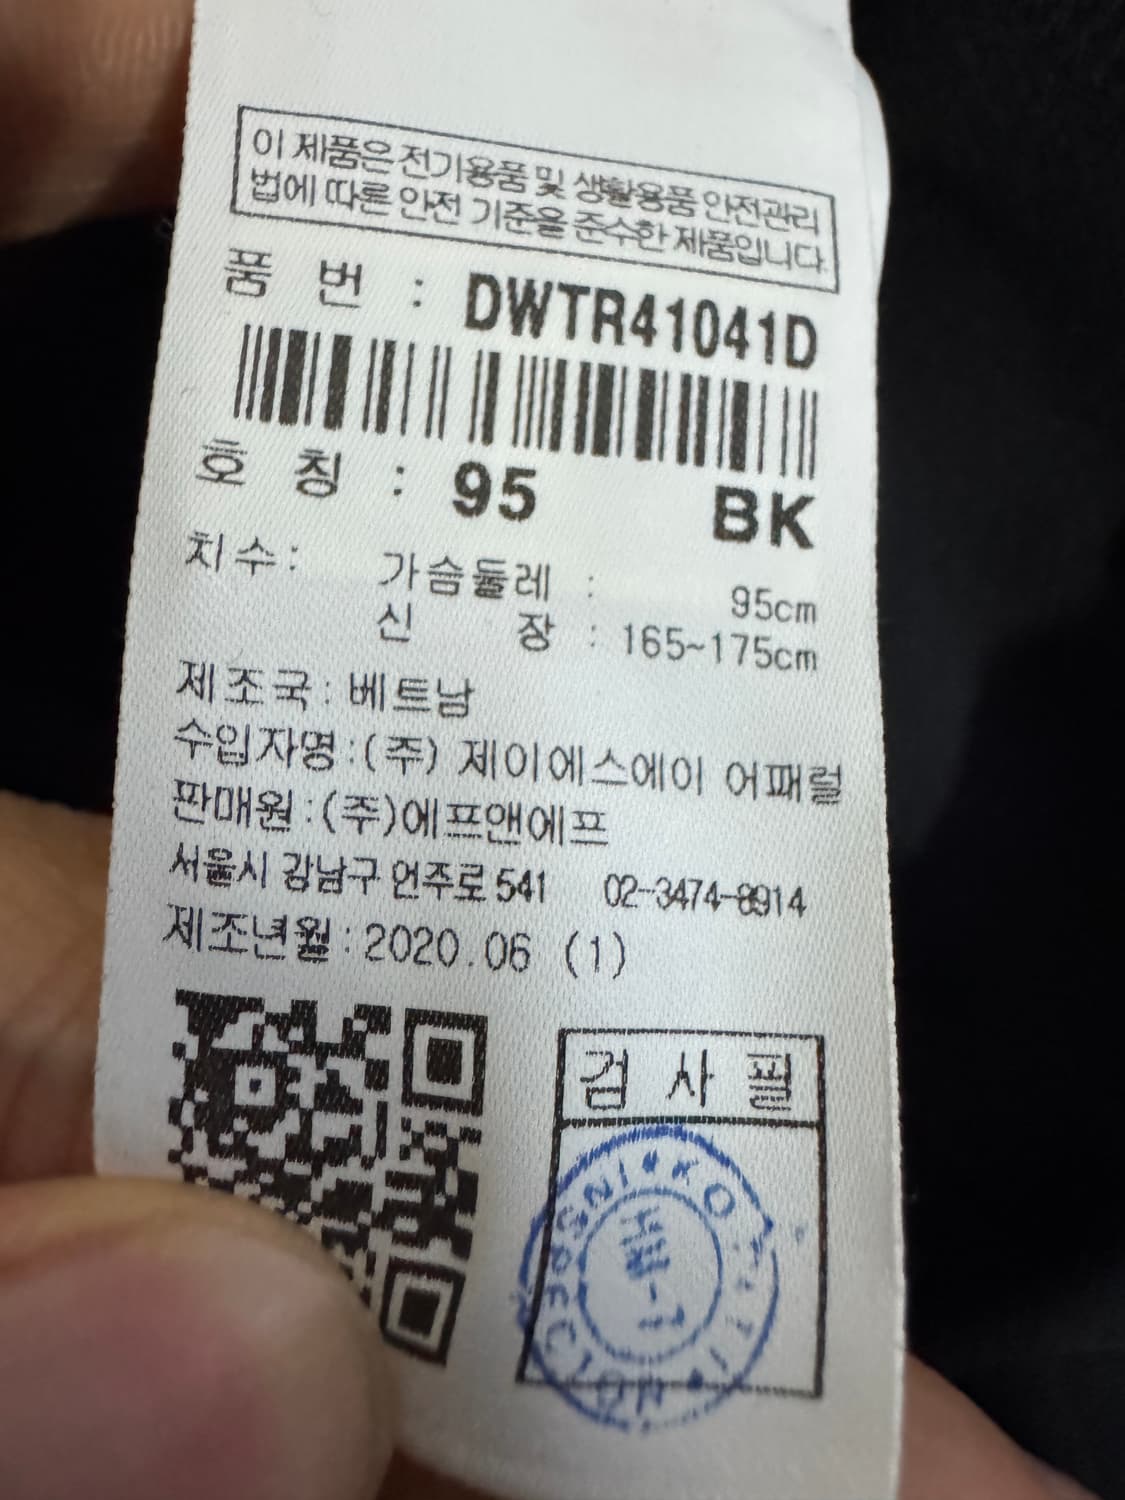 이 제품은 전기용품 및 생활용품 안전관리
법에 따른 안전 기준을 준수한 제품입니다.
품 번 : DWTR41041D
호 칭 : 95 BK
치수: 가슴둘레 : 95cm
신 장 : 165~175cm
제조국: 베트남
수입자명:(주) 제이에스에이 어패럴
판매원:(주)에프앤에프
서울시 강남구 언주로 541 02-3474-8914
제조년월:2020.06 (1)
검 사 필